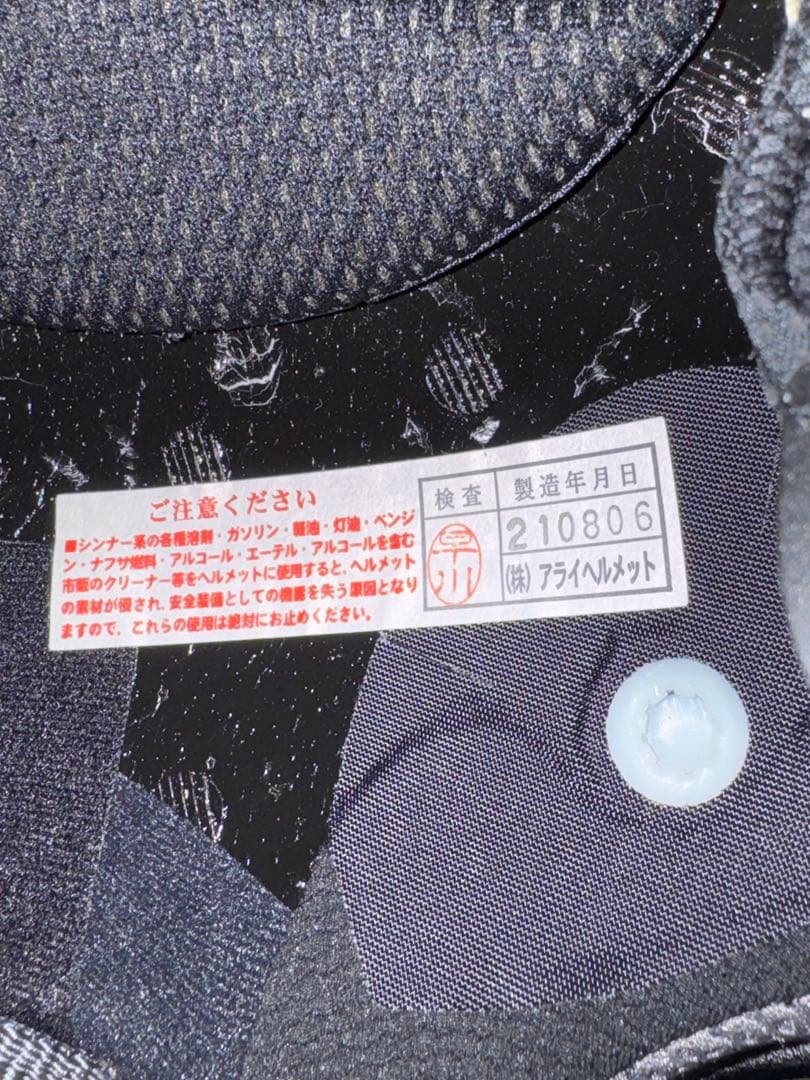 ご注意ください
■シンナー系の各種溶剤・ガソリン・軽油・灯油・ベンジ
ン・ナフサ燃料・アルコール・エーテル・アルコールを含む
市販のクリーナー等をヘルメットに使用すると、ヘルメット
の素材が侵され、安全装備としての機能を失う原因となり
ますので、これらの使用は絶対にお止めください。
検査
早川
製造年月日
210806
(株) アライヘルメット